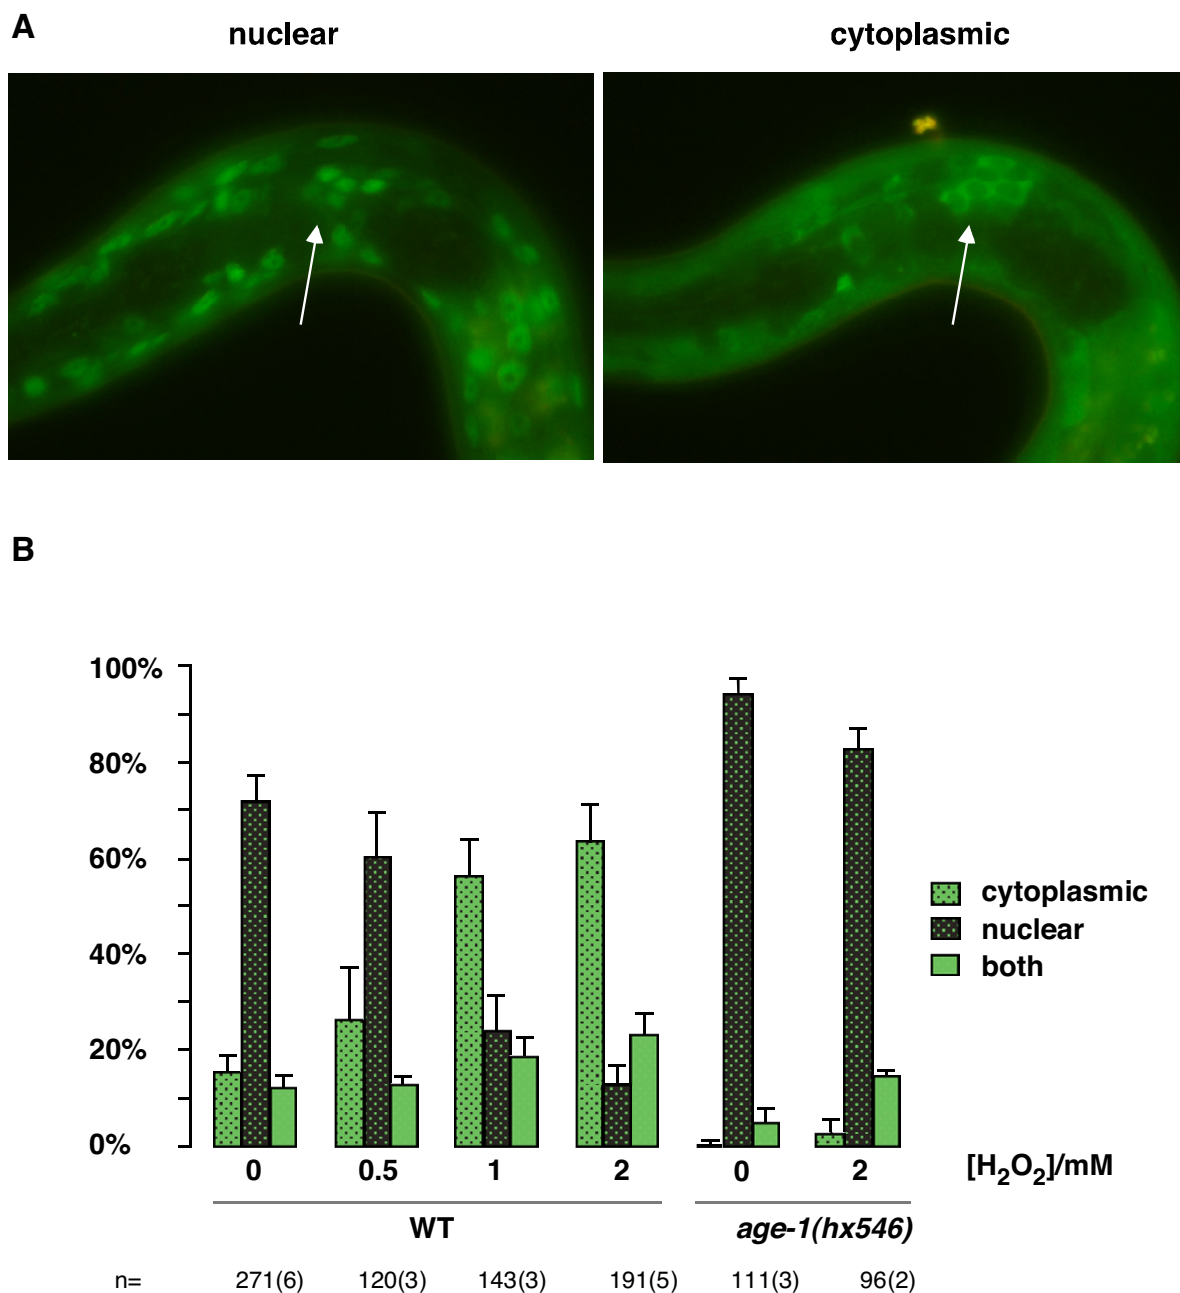 A
nuclear
cytoplasmic
B
100%
80%
60%
40%
20%
0%
cytoplasmic
nuclear
both
0 0.5 1 2 0 2 [H₂O₂]/mM
WT age-1(hx546)
n= 271(6) 120(3) 143(3) 191(5) 111(3) 96(2)